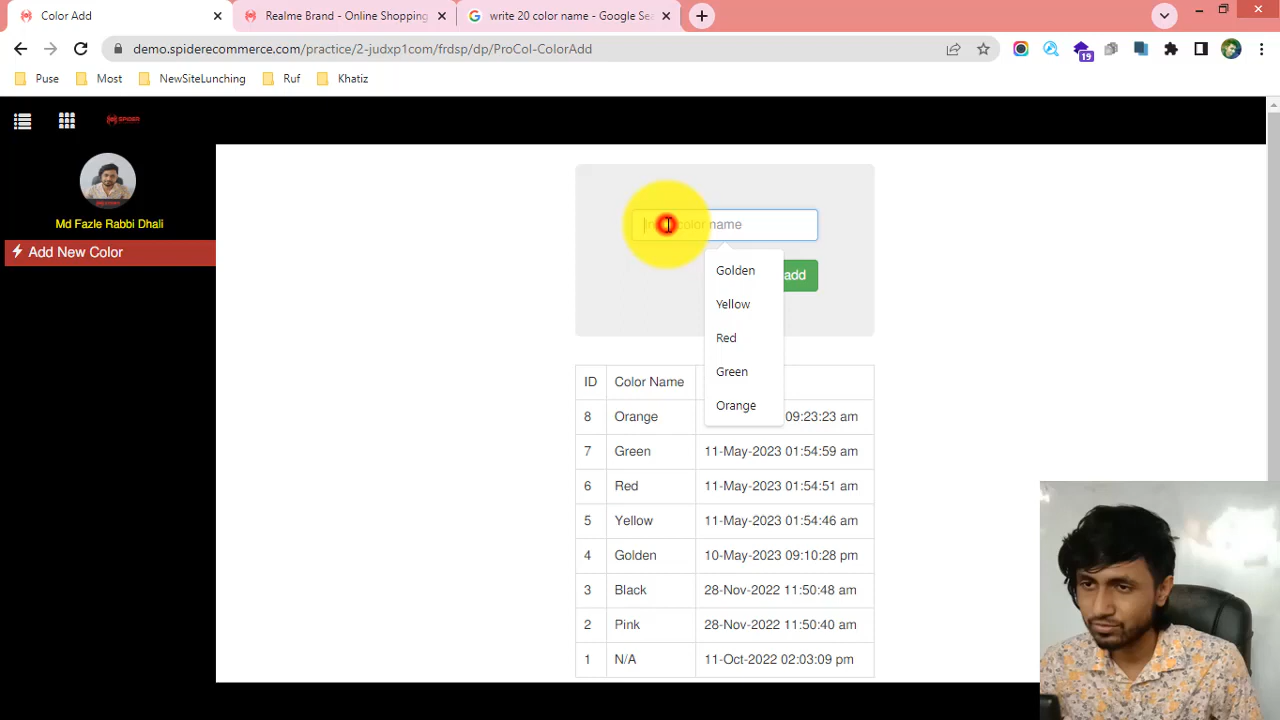 Color Add
Realme Brand - Online Shopping
write 20 color name - Google Se
demo.spiderecommerce.com/practice/2-judxp1com/frdsp/dp/ProCol-ColorAdd
19
Puse
Most
NewSiteLunching
Ruf
Khatiz
SPIDER
Md Fazle Rabbi Dhali
Add New Color
color name
add
Golden
Yellow
Red
Green
Orange
ID Color Name
8 Orange 09:23:23 am
7 Green 11-May-2023 01:54:59 am
6 Red 11-May-2023 01:54:51 am
5 Yellow 11-May-2023 01:54:46 am
4 Golden 10-May-2023 09:10:28 pm
3 Black 28-Nov-2022 11:50:48 am
2 Pink 28-Nov-2022 11:50:40 am
1 N/A 11-Oct-2022 02:03:09 pm